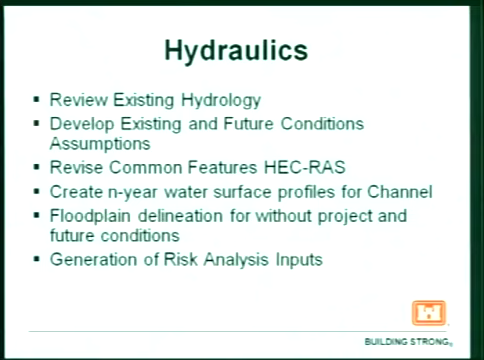 Hydraulics
▪ Review Existing Hydrology
▪ Develop Existing and Future Conditions
Assumptions
▪ Revise Common Features HEC-RAS
▪ Create n-year water surface profiles for Channel
▪ Floodplain delineation for without project and
future conditions
▪ Generation of Risk Analysis Inputs
BUILDING STRONG®